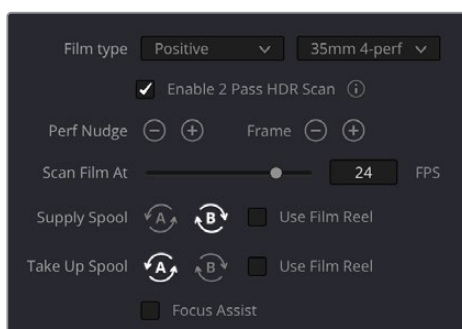 Film type Positive 35mm 4-perf
Enable 2 Pass HDR Scan
Perf Nudge Frame
Scan Film At 24 FPS
Supply Spool A B Use Film Reel
Take Up Spool A B Use Film Reel
Focus Assist